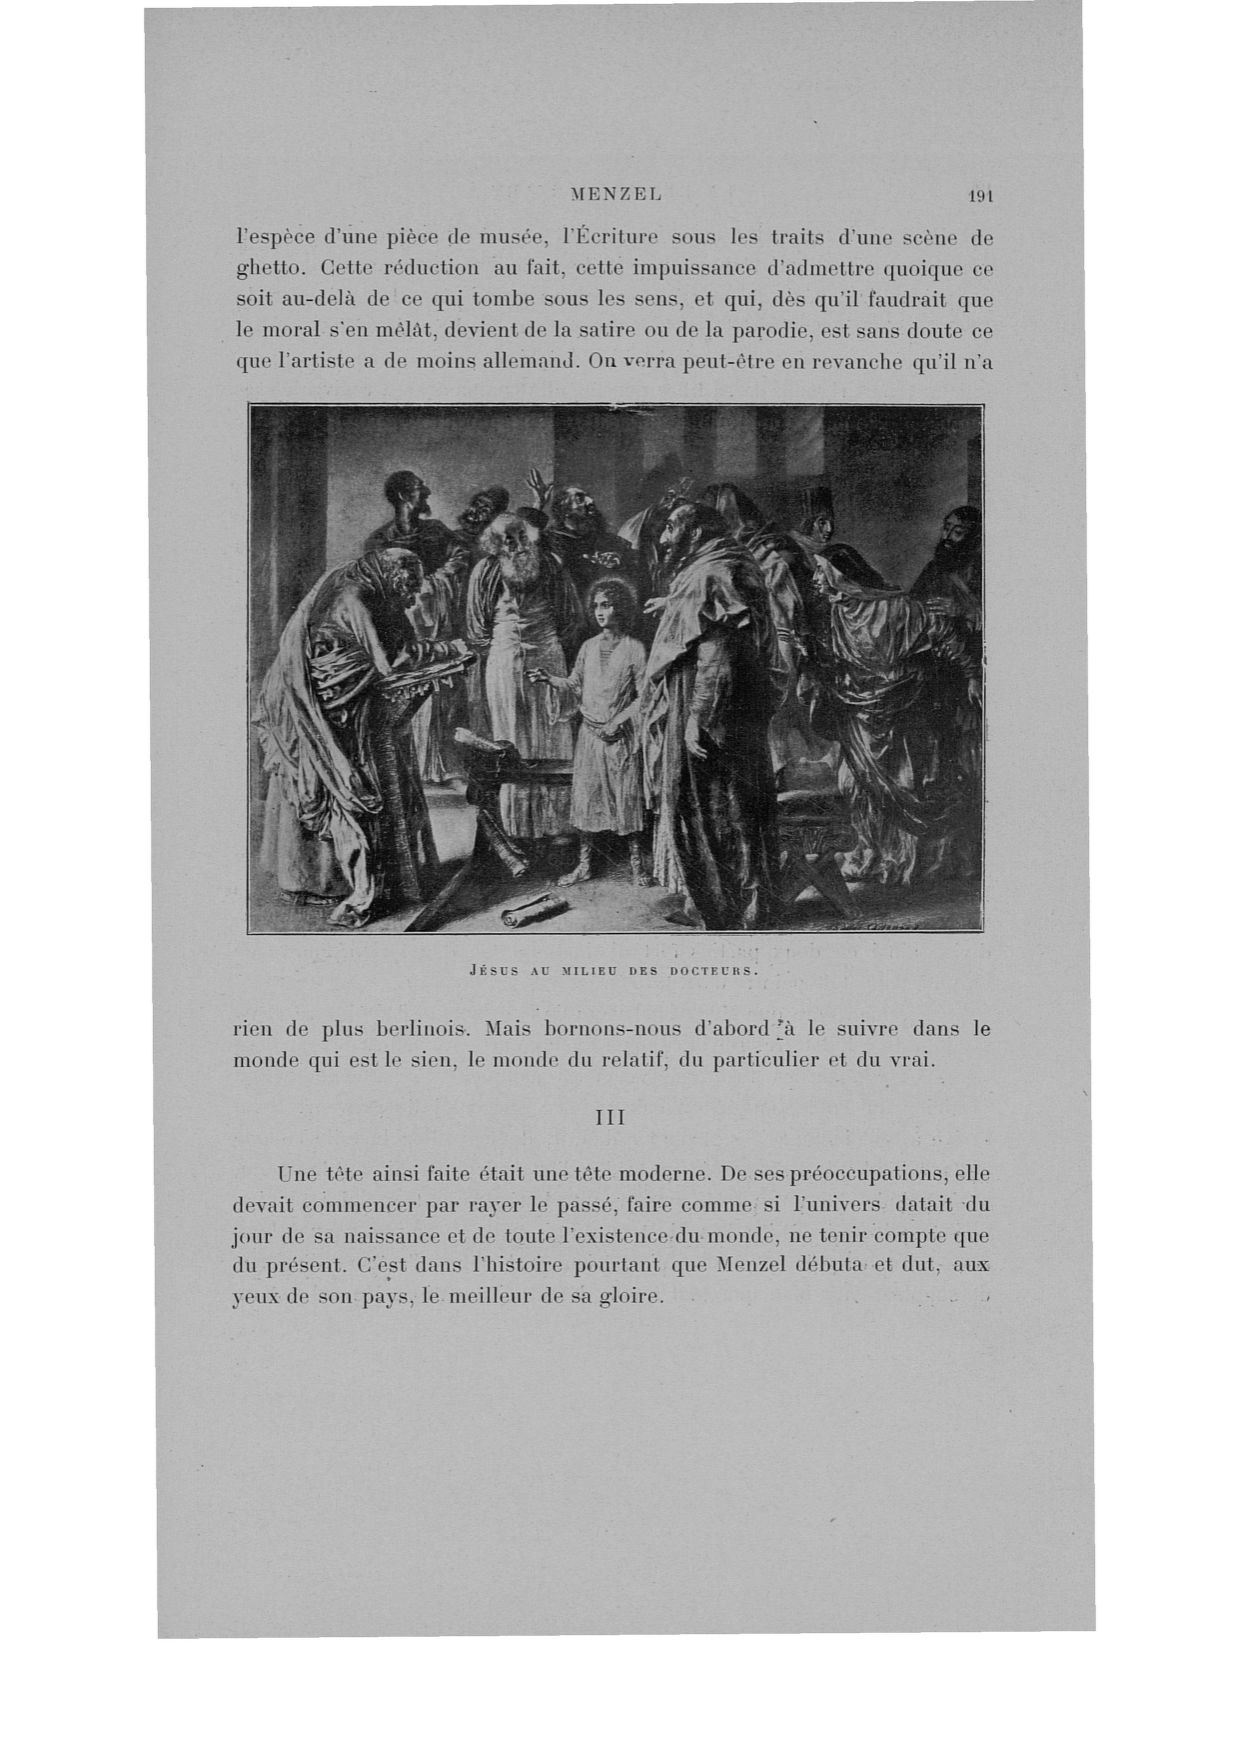 MENZEL 191
l'espèce d'une pièce de musée, l'Écriture sous les traits d'une scène de
ghetto. Cette réduction au fait, cette impuissance d'admettre quoique ce
soit au-delà de ce qui tombe sous les sens, et qui, dès qu'il faudrait que
le moral s'en mêlât, devient de la satire ou de la parodie, est sans doute ce
que l'artiste a de moins allemand. On verra peut-être en revanche qu'il n'a
JÉSUS AU MILIEU DES DOCTEURS.
rien de plus berlinois. Mais bornons-nous d'abord à le suivre dans le
monde qui est le sien, le monde du relatif, du particulier et du vrai.
III
Une tête ainsi faite était une tête moderne. De ses préoccupations, elle
devait commencer par rayer le passé, faire comme si l'univers datait du
jour de sa naissance et de toute l'existence du monde, ne tenir compte que
du présent. C'est dans l'histoire pourtant que Menzel débuta et dut, aux
yeux de son pays, le meilleur de sa gloire.